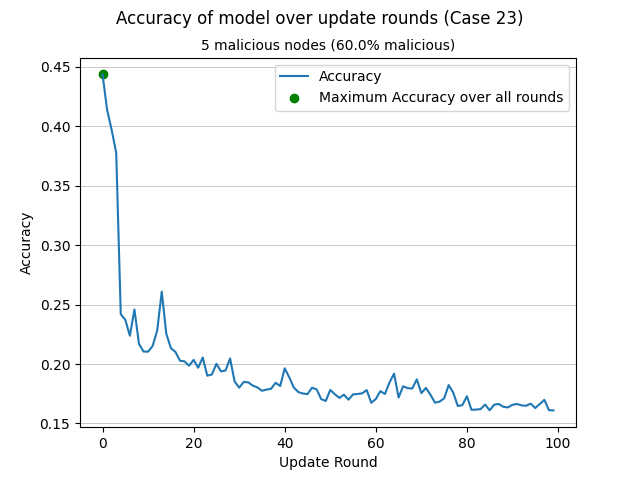 Accuracy of model over update rounds (Case 23)
5 malicious nodes (60.0% malicious)
Accuracy
Maximum Accuracy over all rounds
0.45
0.40
0.35
0.30
0.25
0.20
0.15
Accuracy
0 20 40 60 80 100
Update Round